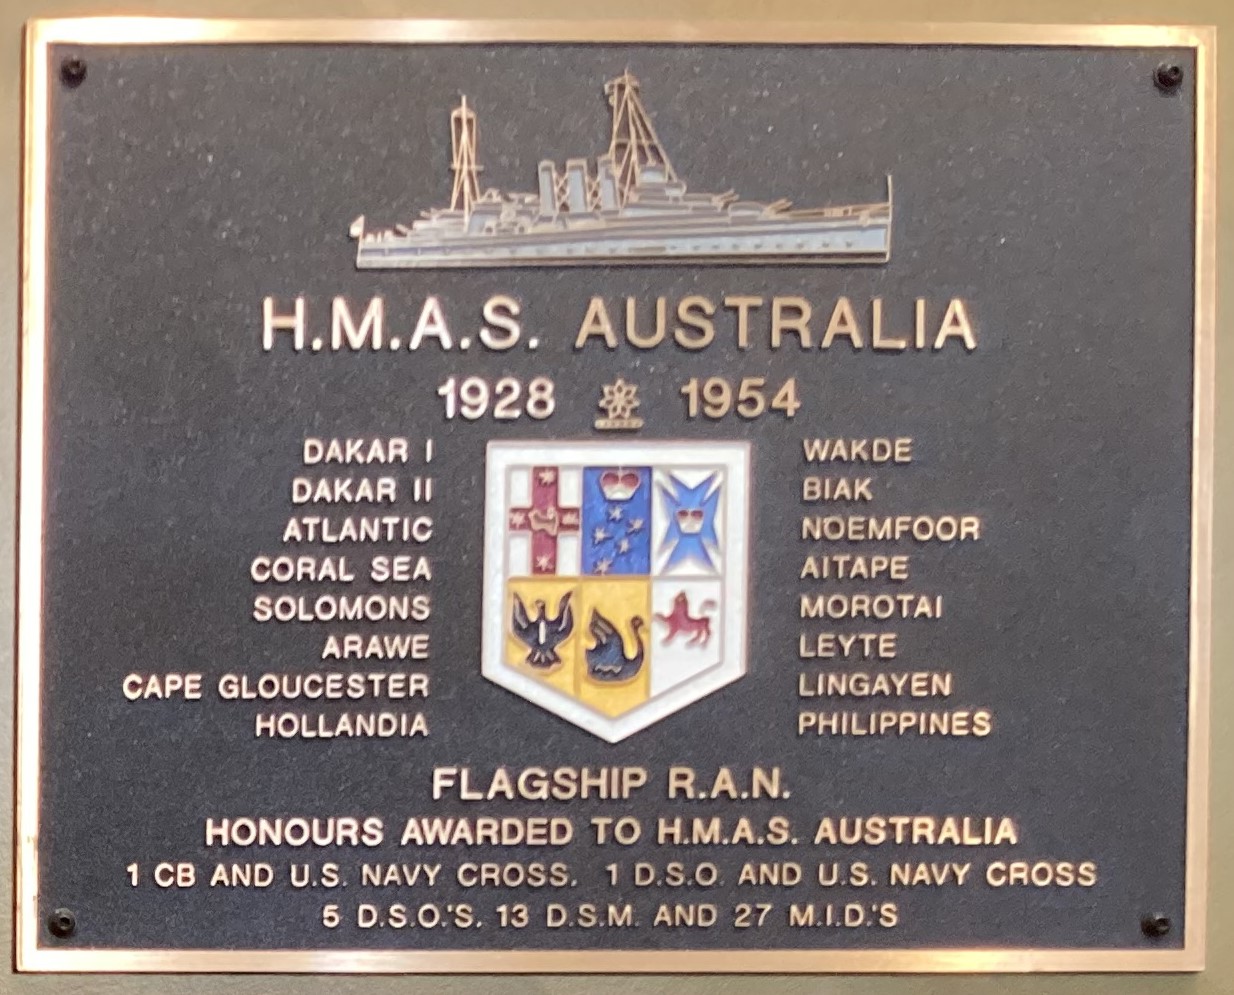 H.M.A.S. AUSTRALIA
1928 1954
DAKAR I
DAKAR II
ATLANTIC
CORAL SEA
SOLOMONS
ARAWE
CAPE GLOUCESTER
HOLLANDIA
WAKDE
BIAK
NOEMFOOR
AITAPE
MOROTAI
LEYTE
LINGAYEN
PHILIPPINES
FLAGSHIP R.A.N.
HONOURS AWARDED TO H.M.A.S. AUSTRALIA
1 CB AND U.S. NAVY CROSS. 1 D.S.O. AND U.S. NAVY CROSS
5 D.S.O.'S. 13 D.S.M. AND 27 M.I.D.'S